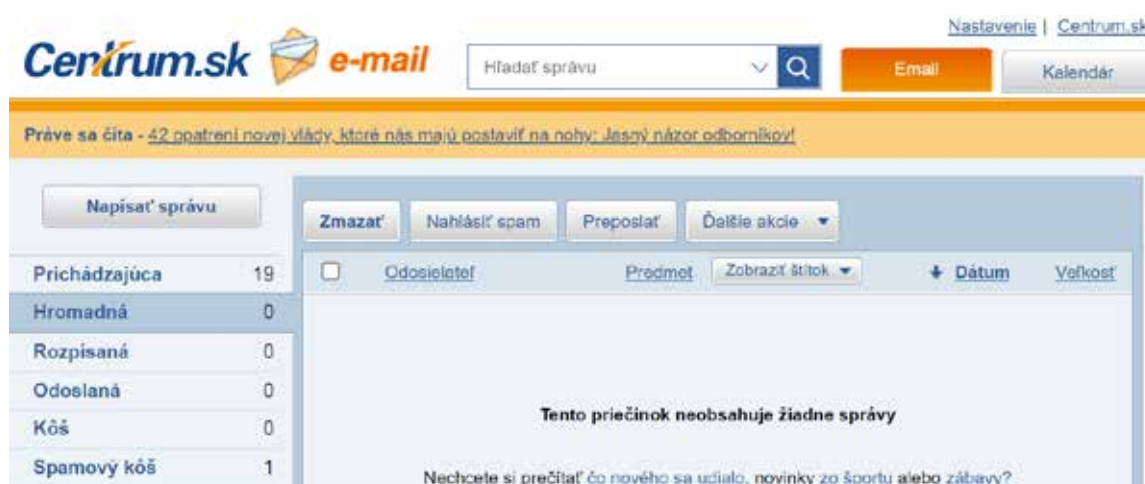 Nastavenie | Centrum.sk
Centrum.sk e-mail
Hľadať správu
Email
Kalendár
Práve sa číta - 42 opatrení novej vlády, ktoré nás majú postaviť na nohy: Jasný názor odborníkov!
Napísať správu
Zmazať Nahlásiť spam Preposlať Ďalšie akcie
Prichádzajúca 19
Odosielateľ Predmet Zobraziť štítok Dátum Veľkosť
Hromadná 0
Rozpísaná 0
Odoslaná 0
Kôš 0
Spamový kôš 1
Tento priečinok neobsahuje žiadne správy
Nechcete si prečítať čo nového sa udialo, novinky zo športu alebo zábavy?